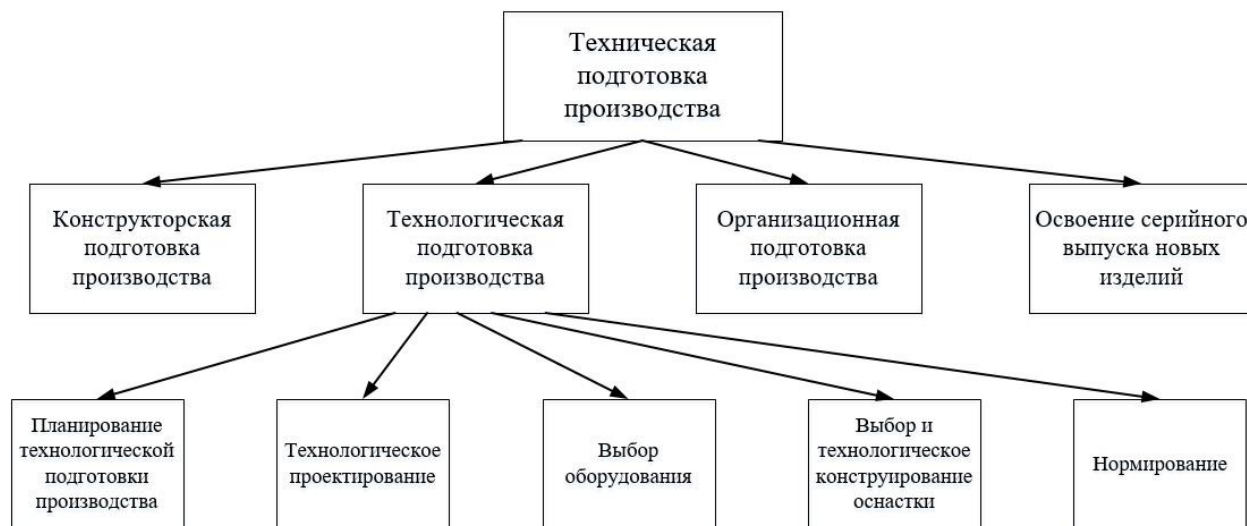 Техническая
подготовка
производства
Конструкторская
подготовка
производства
Технологическая
подготовка
производства
Организационная
подготовка
производства
Освоение серийного
выпуска новых
изделий
Планирование
технологической
подготовки
производства
Технологическое
проектирование
Выбор
оборудования
Выбор и
технологическое
конструирование
оснастки
Нормирование